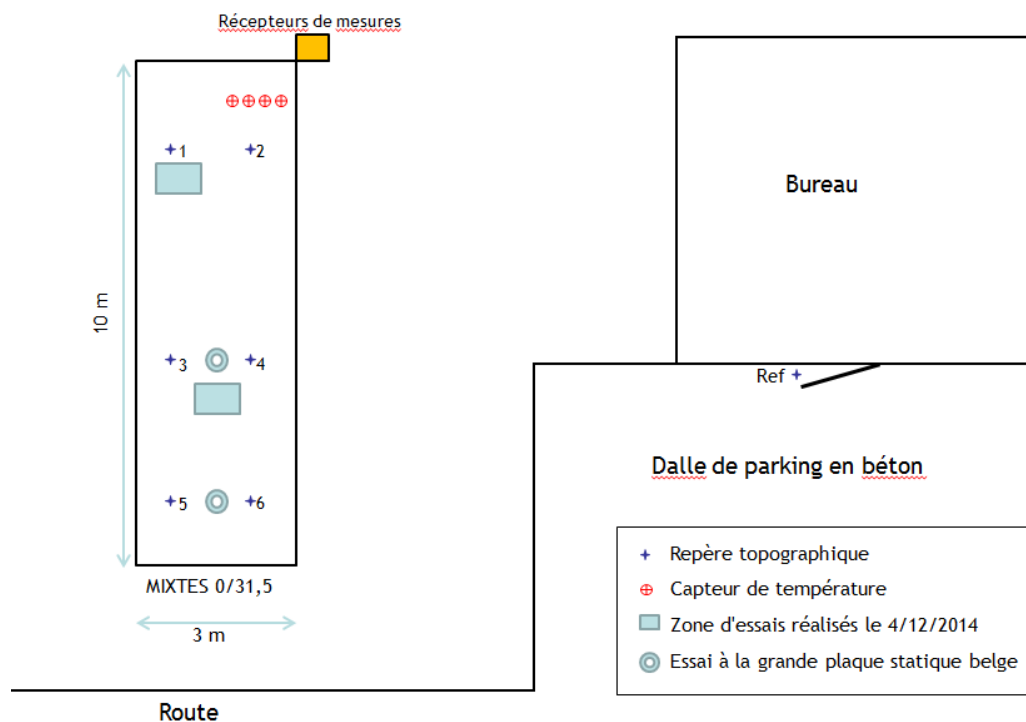 Récepteurs de mesures
1
2
Bureau
10 m
3
4
Ref
5
6
Dalle de parking en béton
MIXTES 0/31,5
3 m
Repère topographique
Capteur de température
Zone d'essais réalisés le 4/12/2014
Essai à la grande plaque statique belge
Route